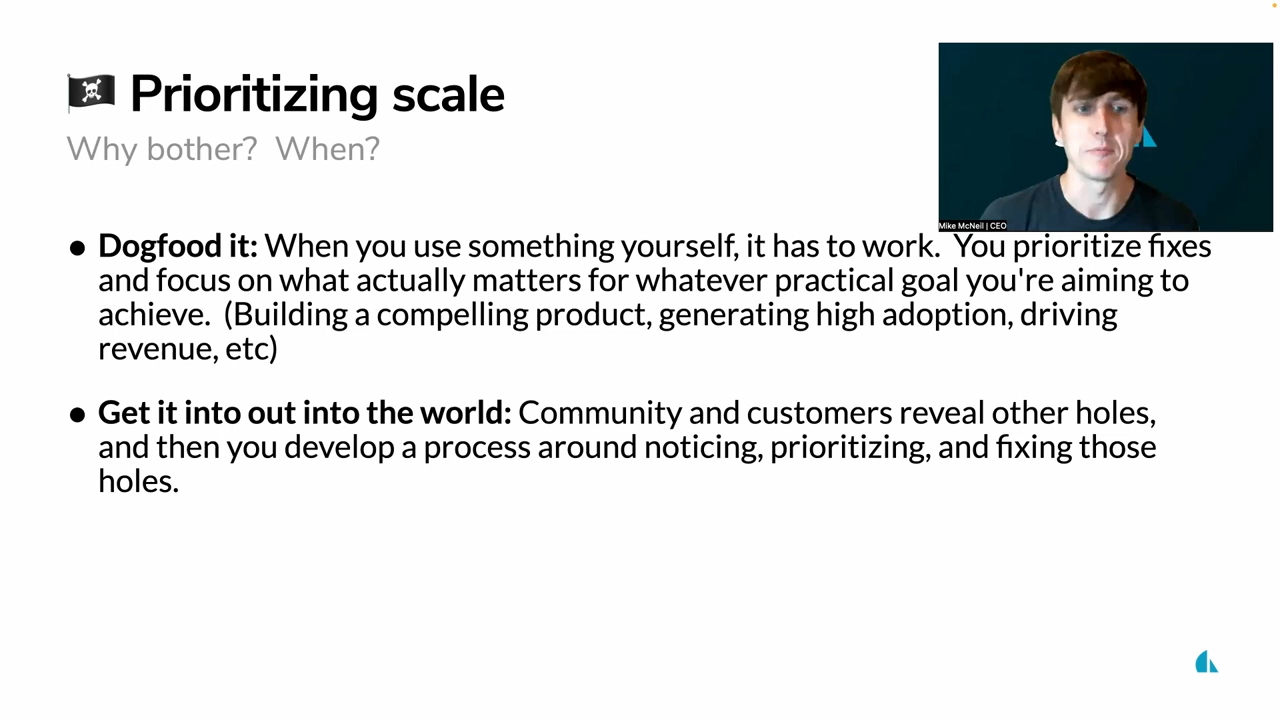 Prioritizing scale
Why bother? When?
Mike McNeil | CEO
● Dogfood it: When you use something yourself, it has to work. You prioritize fixes
and focus on what actually matters for whatever practical goal you're aiming to
achieve. (Building a compelling product, generating high adoption, driving
revenue, etc)
● Get it into out into the world: Community and customers reveal other holes,
and then you develop a process around noticing, prioritizing, and fixing those
holes.